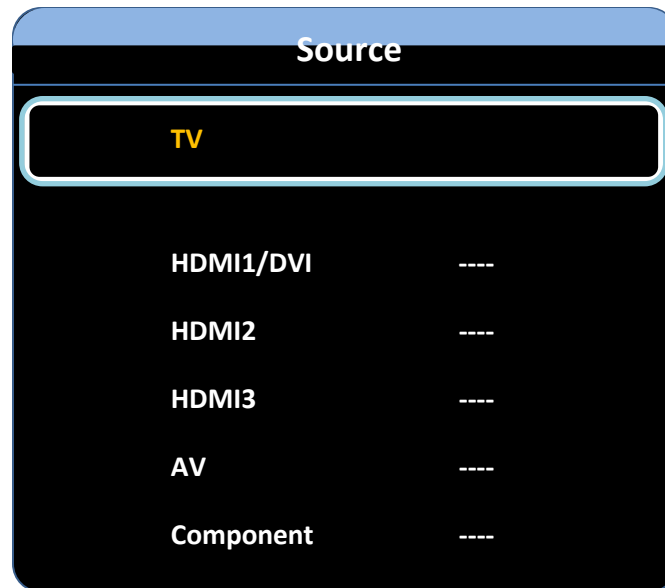 Source
TV
HDMI1/DVI ----
HDMI2 ----
HDMI3 ----
AV ----
Component ----